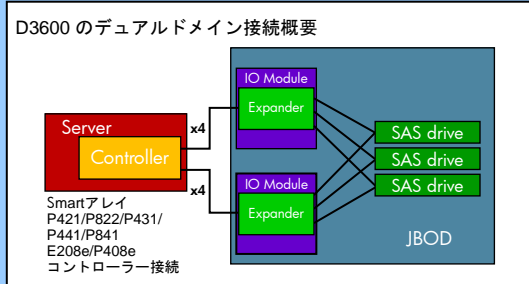 D3600 のデュアルドメイン接続概要
IO Module
Expander
Server
Controller
x4
x4
SAS drive
SAS drive
SAS drive
IO Module
Expander
JBOD
Smartアレイ
P421/P822/P431/
P441/P841
E208e/P408e
コントローラー接続